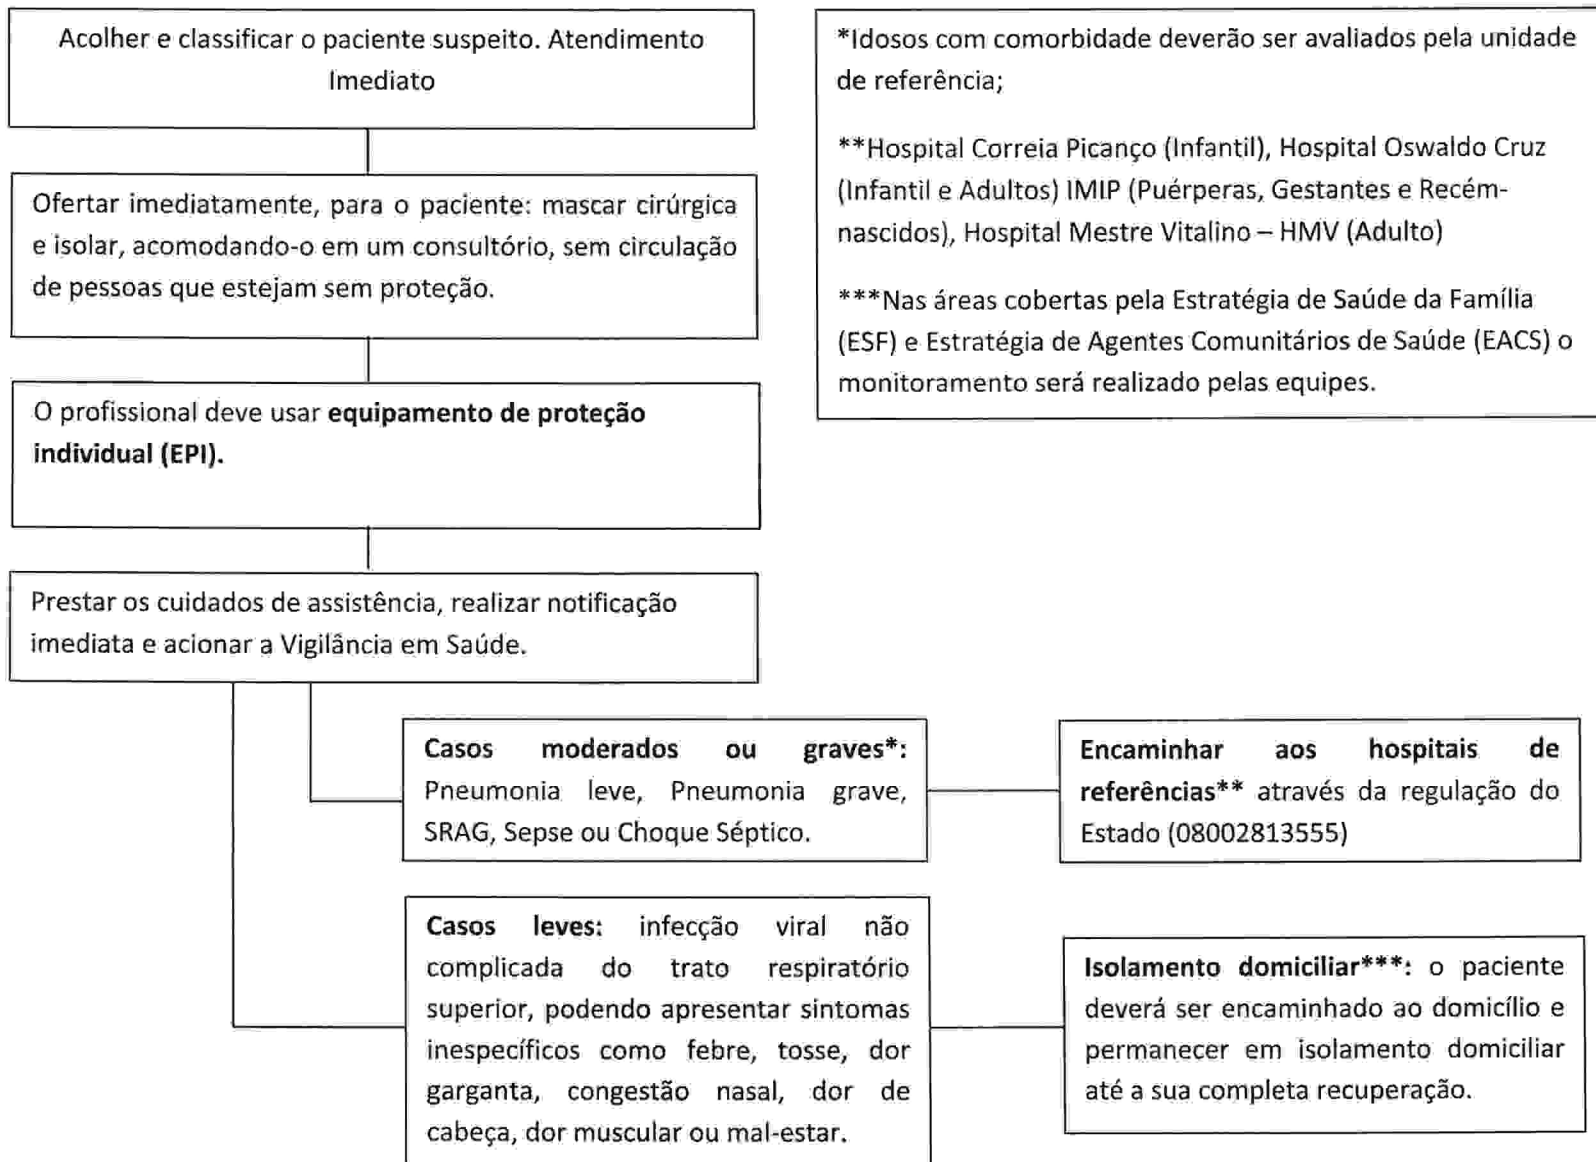 Acolher e classificar o paciente suspeito. Atendimento
Imediato
Ofertar imediatamente, para o paciente: mascar cirúrgica
e isolar, acomodando-o em um consultório, sem circulação
de pessoas que estejam sem proteção.
O profissional deve usar equipamento de proteção
individual (EPI).
Prestar os cuidados de assistência, realizar notificação
imediata e acionar a Vigilância em Saúde.
Casos moderados ou graves*:
Pneumonia leve, Pneumonia grave,
SRAG, Sepse ou Choque Séptico.
Encaminhar aos hospitais de
referências** através da regulação do
Estado (08002813555)
Casos leves: infecção viral não
complicada do trato respiratório
superior, podendo apresentar sintomas
inespecíficos como febre, tosse, dor
garganta, congestão nasal, dor de
cabeça, dor muscular ou mal-estar.
Isolamento domiciliar***: o paciente
deverá ser encaminhado ao domicílio e
permanecer em isolamento domiciliar
até a sua completa recuperação.
*Idosos com comorbidade deverão ser avaliados pela unidade
de referência;
**Hospital Correia Picanço (Infantil), Hospital Oswaldo Cruz
(Infantil e Adultos) IMIP (Puérperas, Gestantes e Recém-
nascidos), Hospital Mestre Vitalino – HMV (Adulto)
***Nas áreas cobertas pela Estratégia de Saúde da Família
(ESF) e Estratégia de Agentes Comunitários de Saúde (EACS) o
monitoramento será realizado pelas equipes.